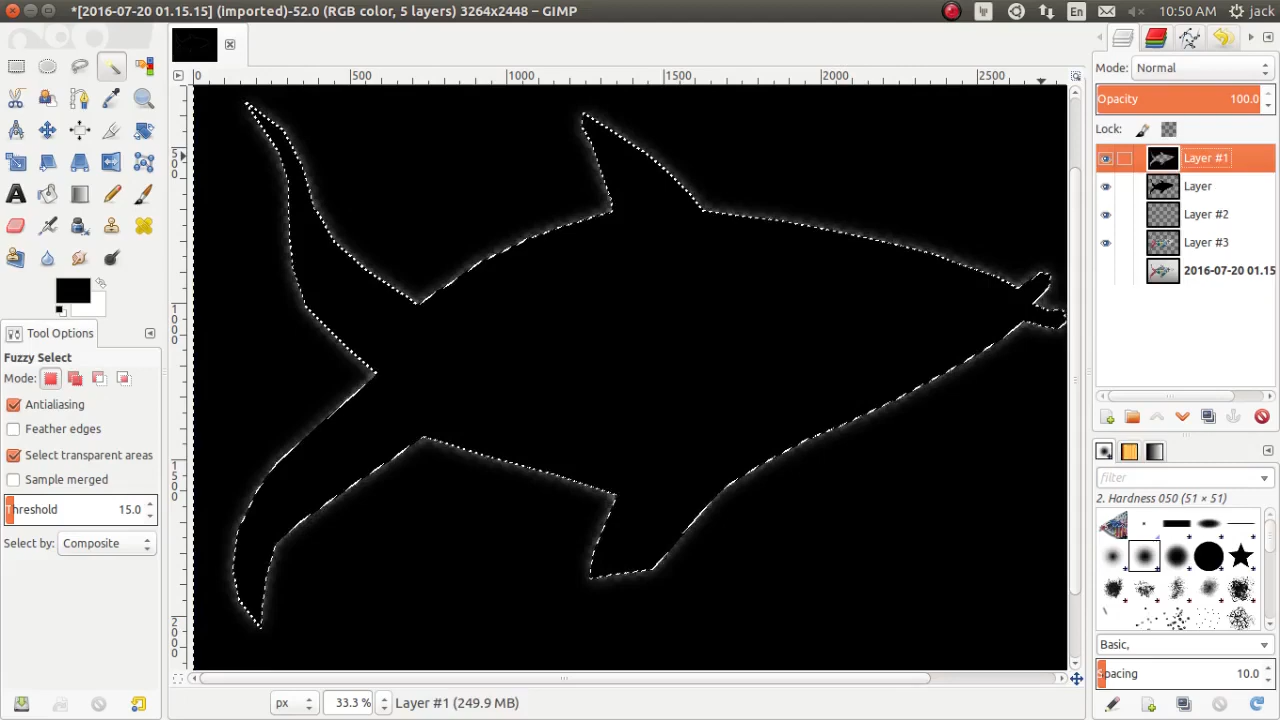 *[2016-07-20 01.15.15] (imported)-52.0 (RGB color, 5 layers) 3264x2448 – GIMP
En
10:50 AM
jack
0
500
1000
1500
2000
2500
500
1000
1500
2000
Tool Options
Fuzzy Select
Mode:
Antialiasing
Feather edges
Select transparent areas
Sample merged
Threshold 15.0
Select by: Composite
px
33.3 %
Layer #1 (249.9 MB)
Mode: Normal
Opacity 100.0
Lock:
Layer #1
Layer
Layer #2
Layer #3
2016-07-20 01.15
filter
2. Hardness 050 (51 × 51)
Basic,
Spacing 10.0